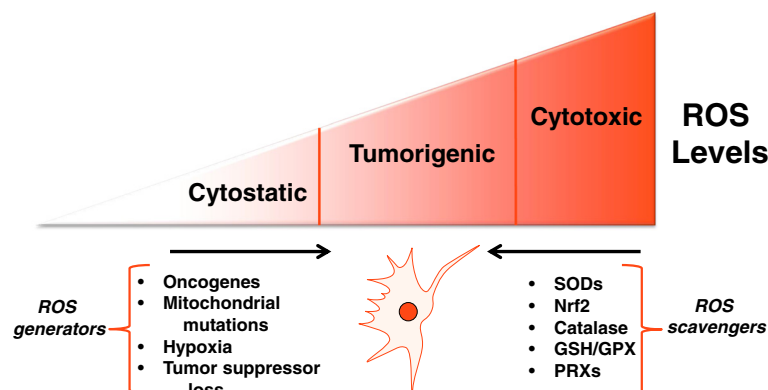 Cytotoxic
ROS
Levels
Tumorigenic
Cytostatic
ROS
generators
• Oncogenes
• Mitochondrial
mutations
• Hypoxia
• Tumor suppressor
loss
• SODs
• Nrf2
• Catalase
• GSH/GPX
• PRXs
ROS
scavengers